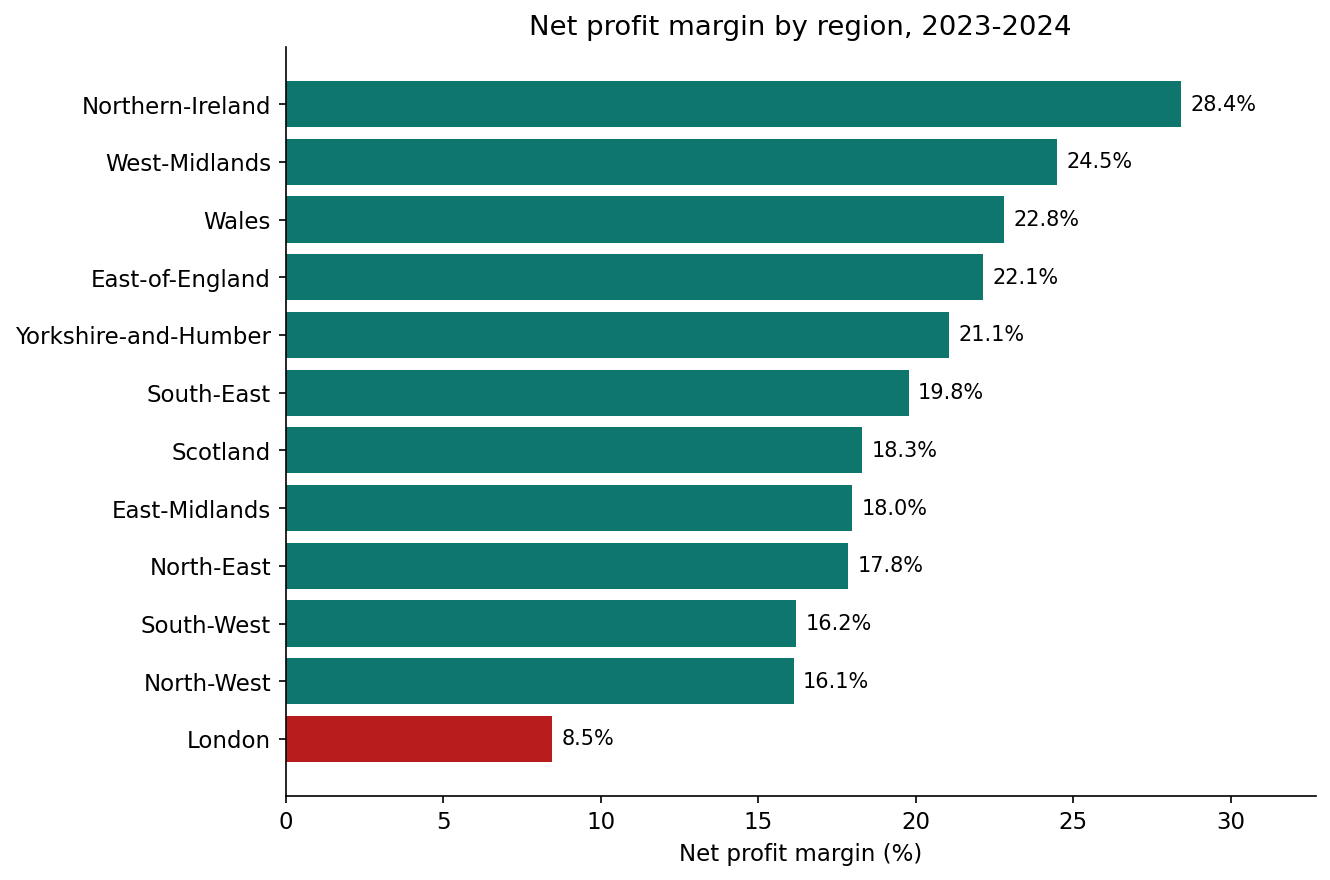 Net profit margin by region, 2023-2024
Northern-Ireland 28.4%
West-Midlands 24.5%
Wales 22.8%
East-of-England 22.1%
Yorkshire-and-Humber 21.1%
South-East 19.8%
Scotland 18.3%
East-Midlands 18.0%
North-East 17.8%
South-West 16.2%
North-West 16.1%
London 8.5%
0 5 10 15 20 25 30
Net profit margin (%)